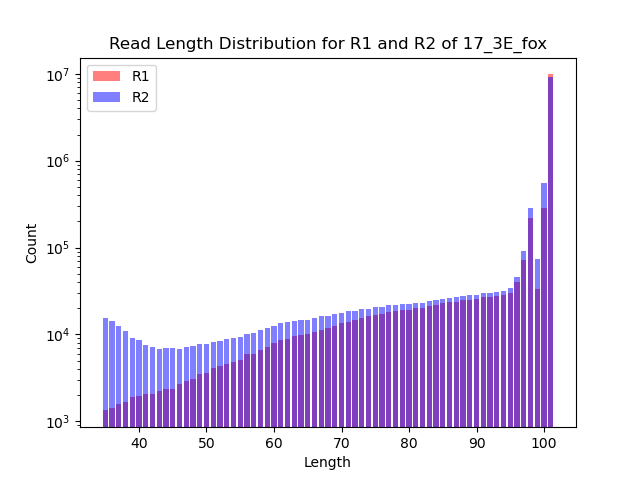 Read Length Distribution for R1 and R2 of 17_3E_fox
R1
R2
10⁷
10⁶
10⁵
10⁴
10³
Count
40 50 60 70 80 90 100
Length